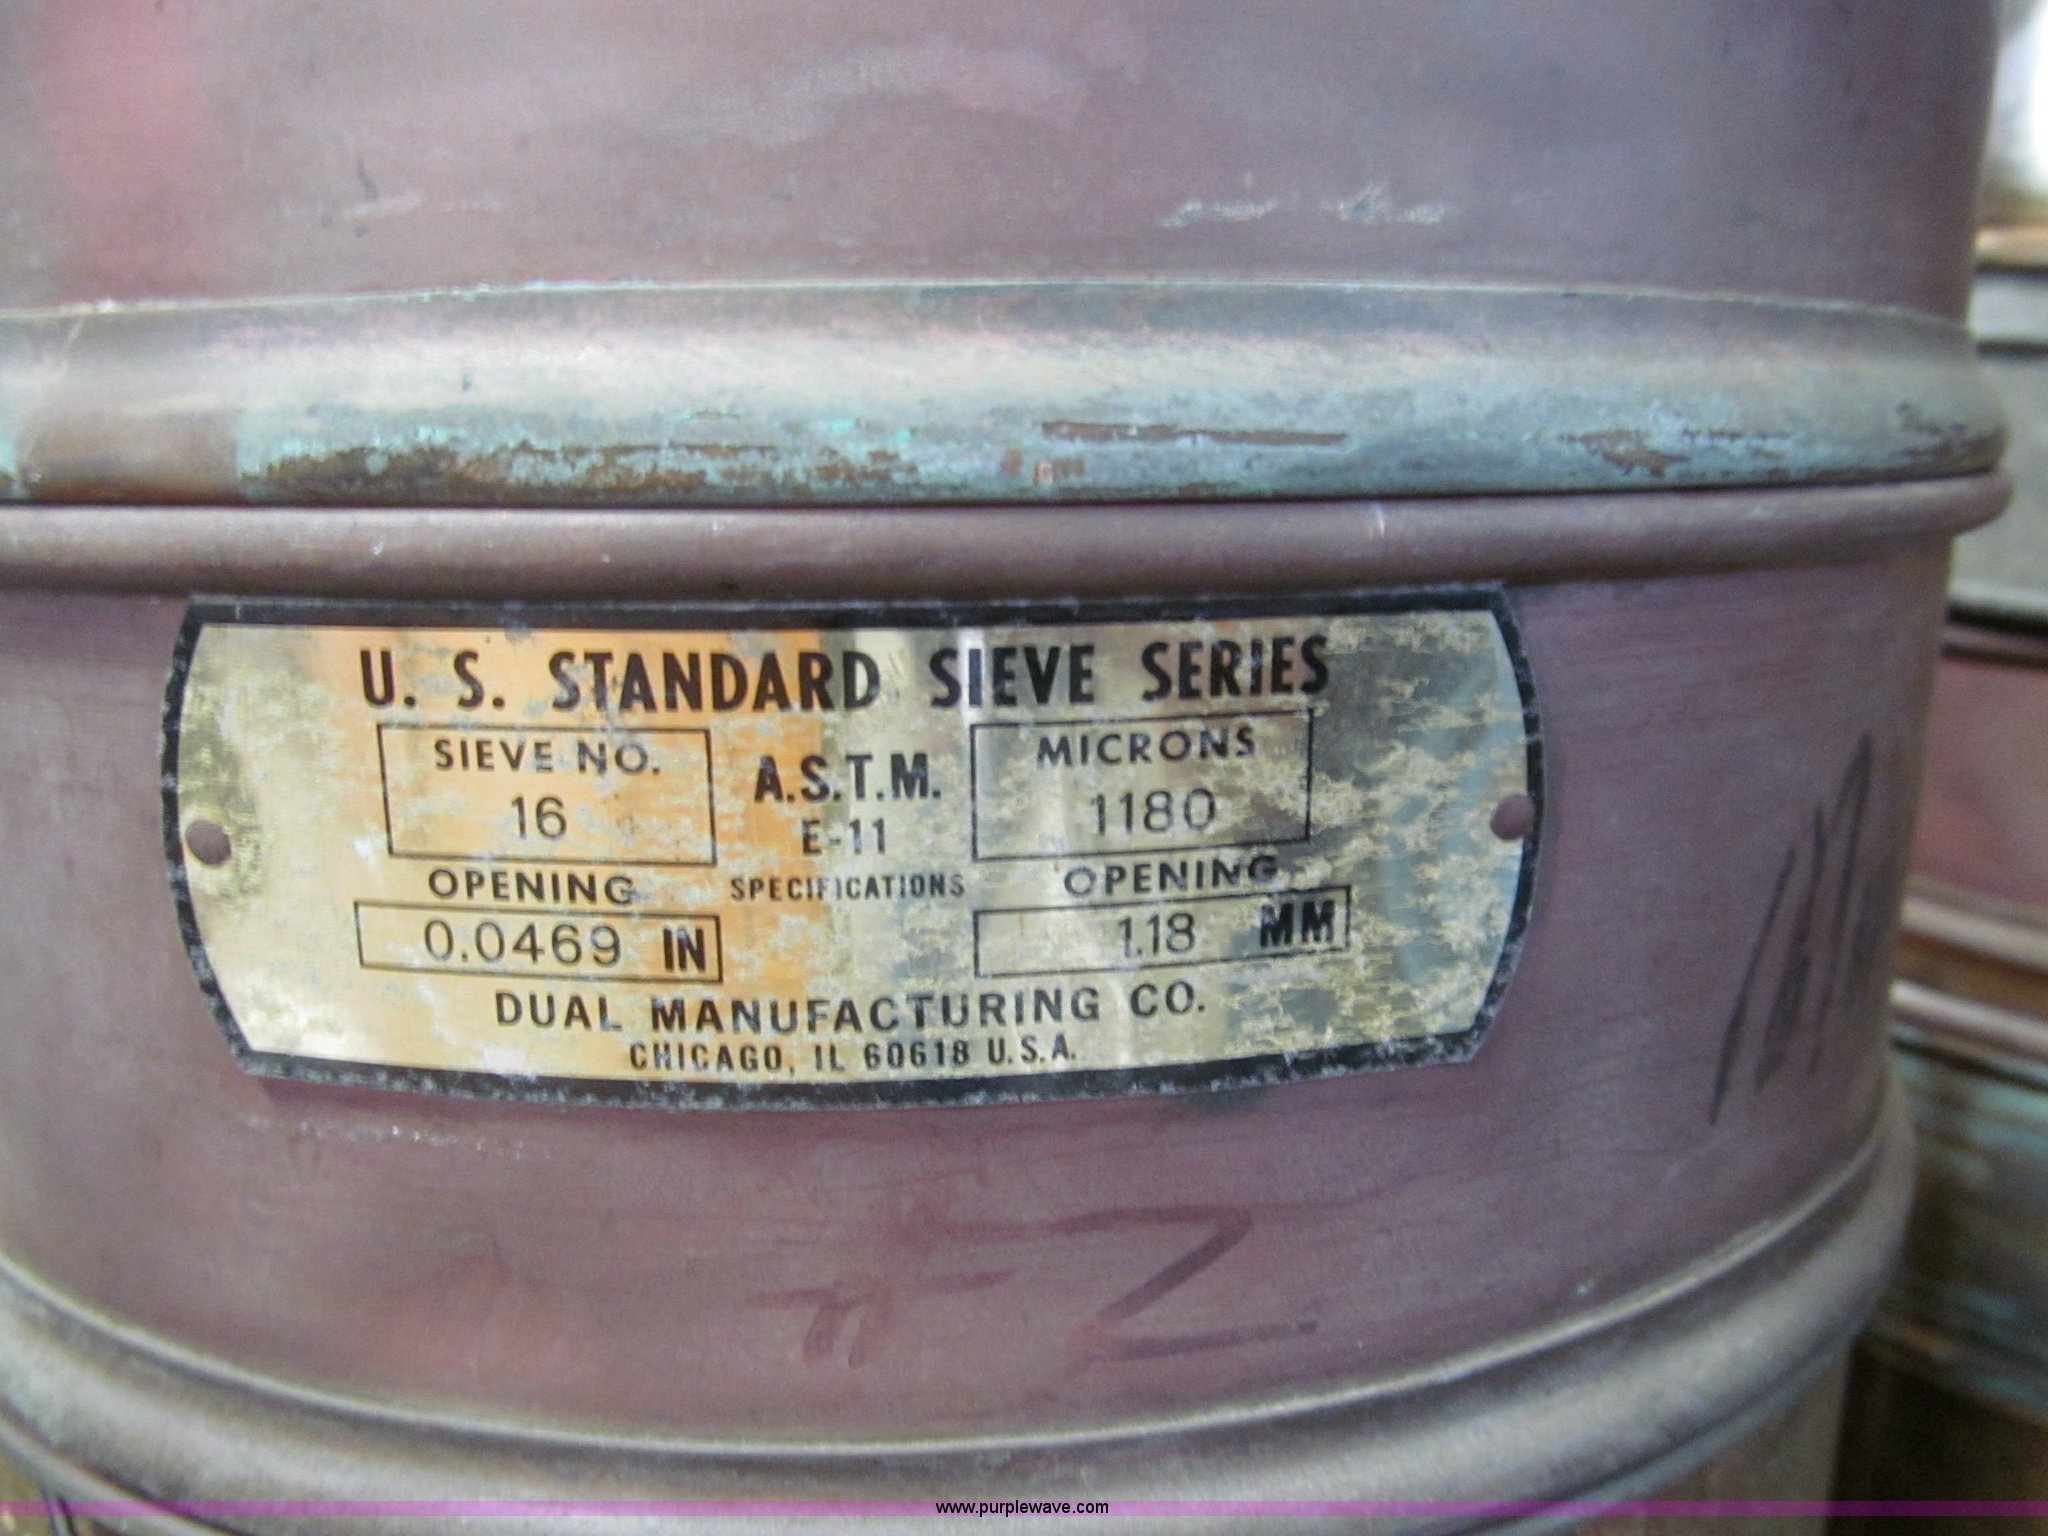 U. S. STANDARD SIEVE SERIES
SIEVE NO.
16
OPENING
0.0469 IN
A.S.T.M.
E-11
SPECIFICATIONS
MICRONS
1180
OPENING
1.18 MM
DUAL MANUFACTURING CO.
CHICAGO, IL 60618 U.S.A.
www.purplewave.com